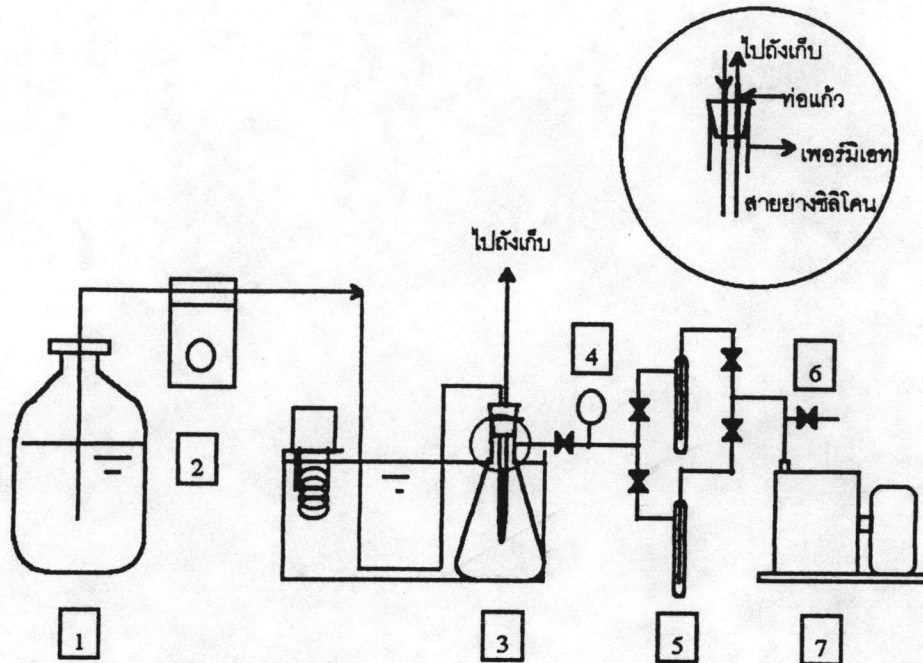 ไปถังเก็บ
ท่อแก้ว
เพอร์มิเอท
สายยางซิลิโคน
ไปถังเก็บ
4
6
2
1
3
5
7